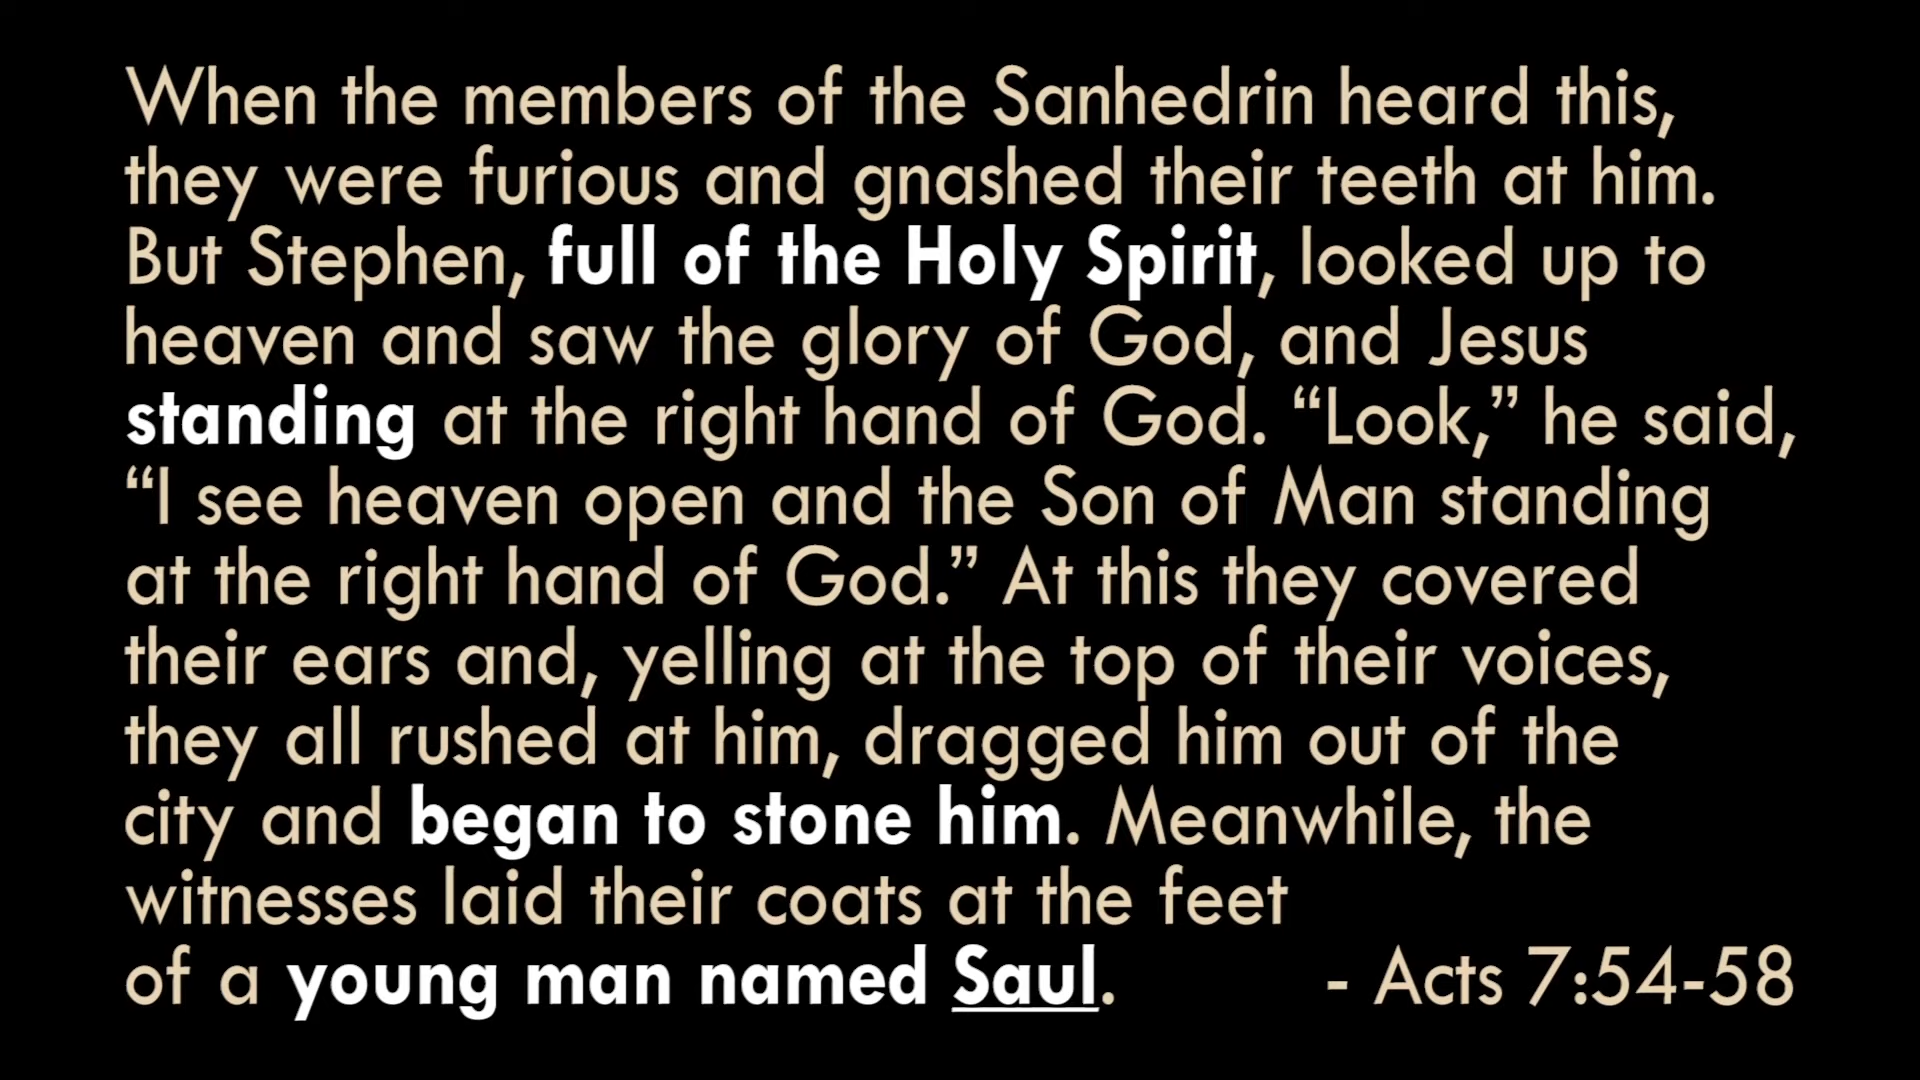 When the members of the Sanhedrin heard this,
they were furious and gnashed their teeth at him.
But Stephen, full of the Holy Spirit, looked up to
heaven and saw the glory of God, and Jesus
standing at the right hand of God. “Look,” he said,
“I see heaven open and the Son of Man standing
at the right hand of God.” At this they covered
their ears and, yelling at the top of their voices,
they all rushed at him, dragged him out of the
city and began to stone him. Meanwhile, the
witnesses laid their coats at the feet
of a young man named Saul. - Acts 7:54-58